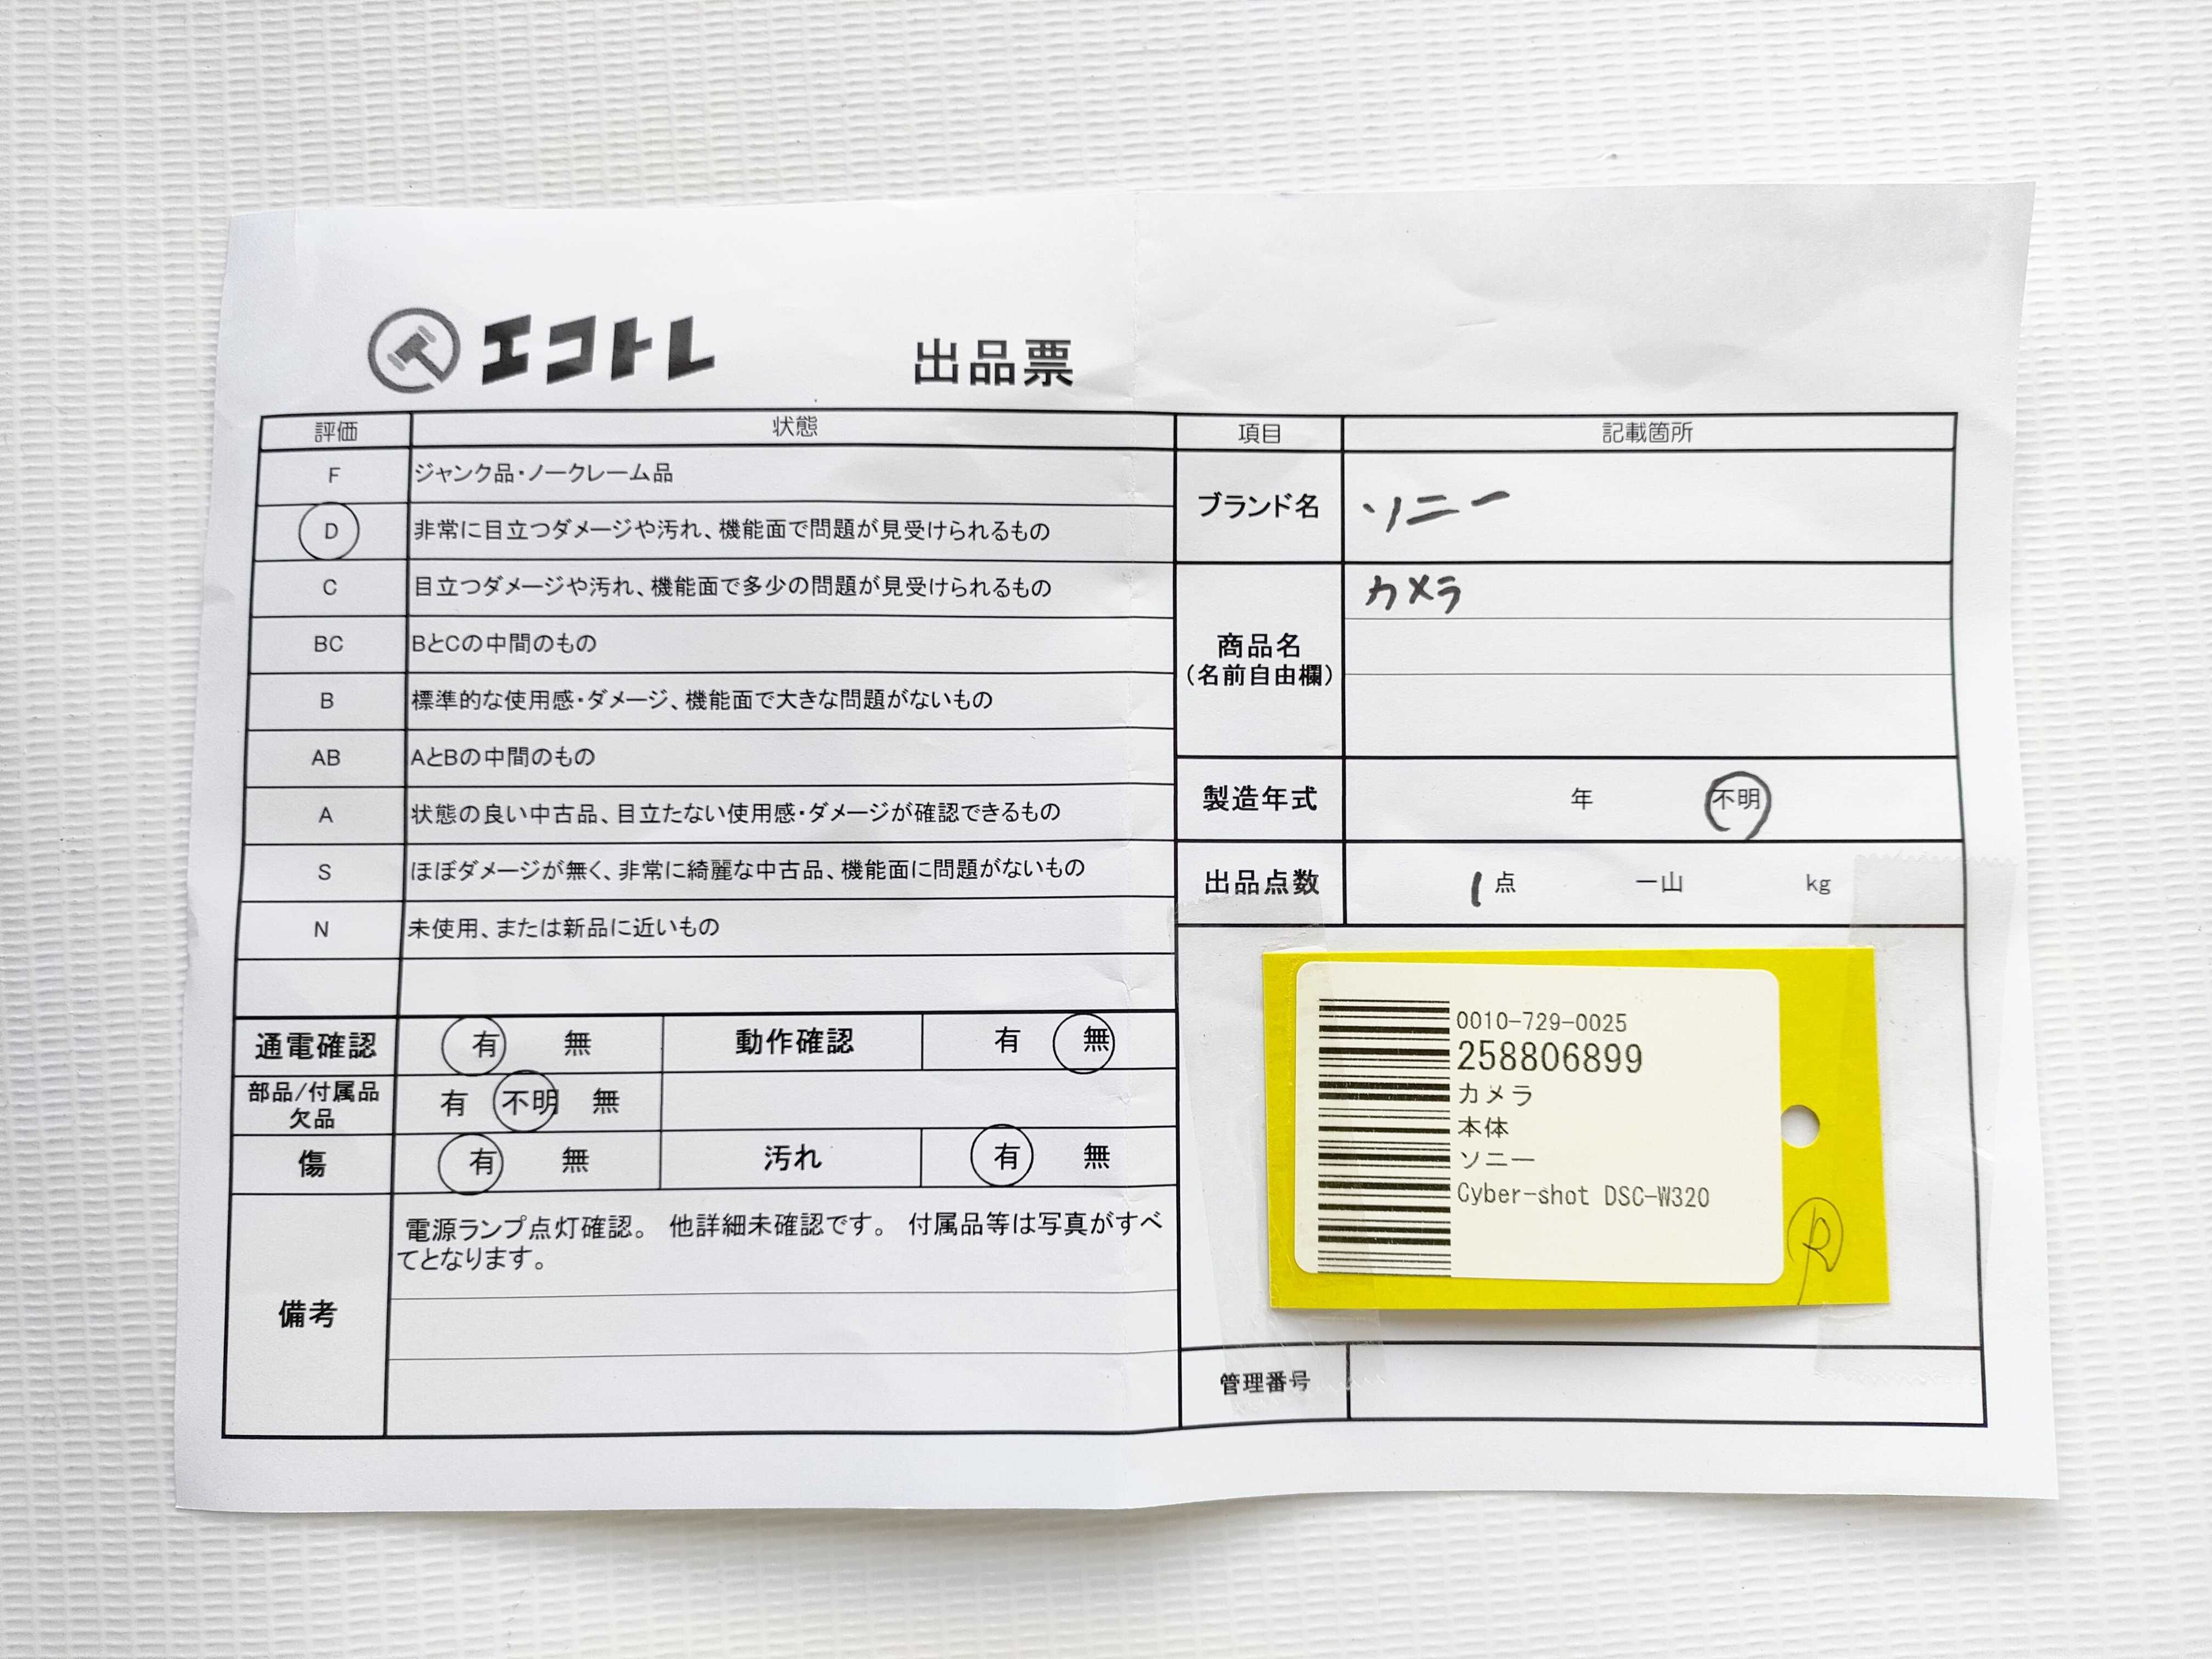 エコトレ
出品票
評価 状態
F ジャンク品・ノークレーム品
D 非常に目立つダメージや汚れ、機能面で問題が見受けられるもの
C 目立つダメージや汚れ、機能面で多少の問題が見受けられるもの
BC BとCの中間のもの
B 標準的な使用感・ダメージ、機能面で大きな問題がないもの
AB AとBの中間のもの
A 状態の良い中古品、目立たない使用感・ダメージが確認できるもの
S ほぼダメージが無く、非常に綺麗な中古品、機能面に問題がないもの
N 未使用、または新品に近いもの
通電確認 有 無 動作確認 有 無
部品/付属品
欠品 有 不明 無
傷 有 無 汚れ 有 無
備考
電源ランプ点灯確認。 他詳細未確認です。 付属品等は写真がすべ
てとなります。
項目 記載箇所
ブランド名 ソニー
商品名
(名前自由欄)
カメラ
製造年式 年 不明
出品点数 1点 一山 kg
0010-729-0025
258806899
カメラ
本体
ソニー
Cyber-shot DSC-W320
管理番号